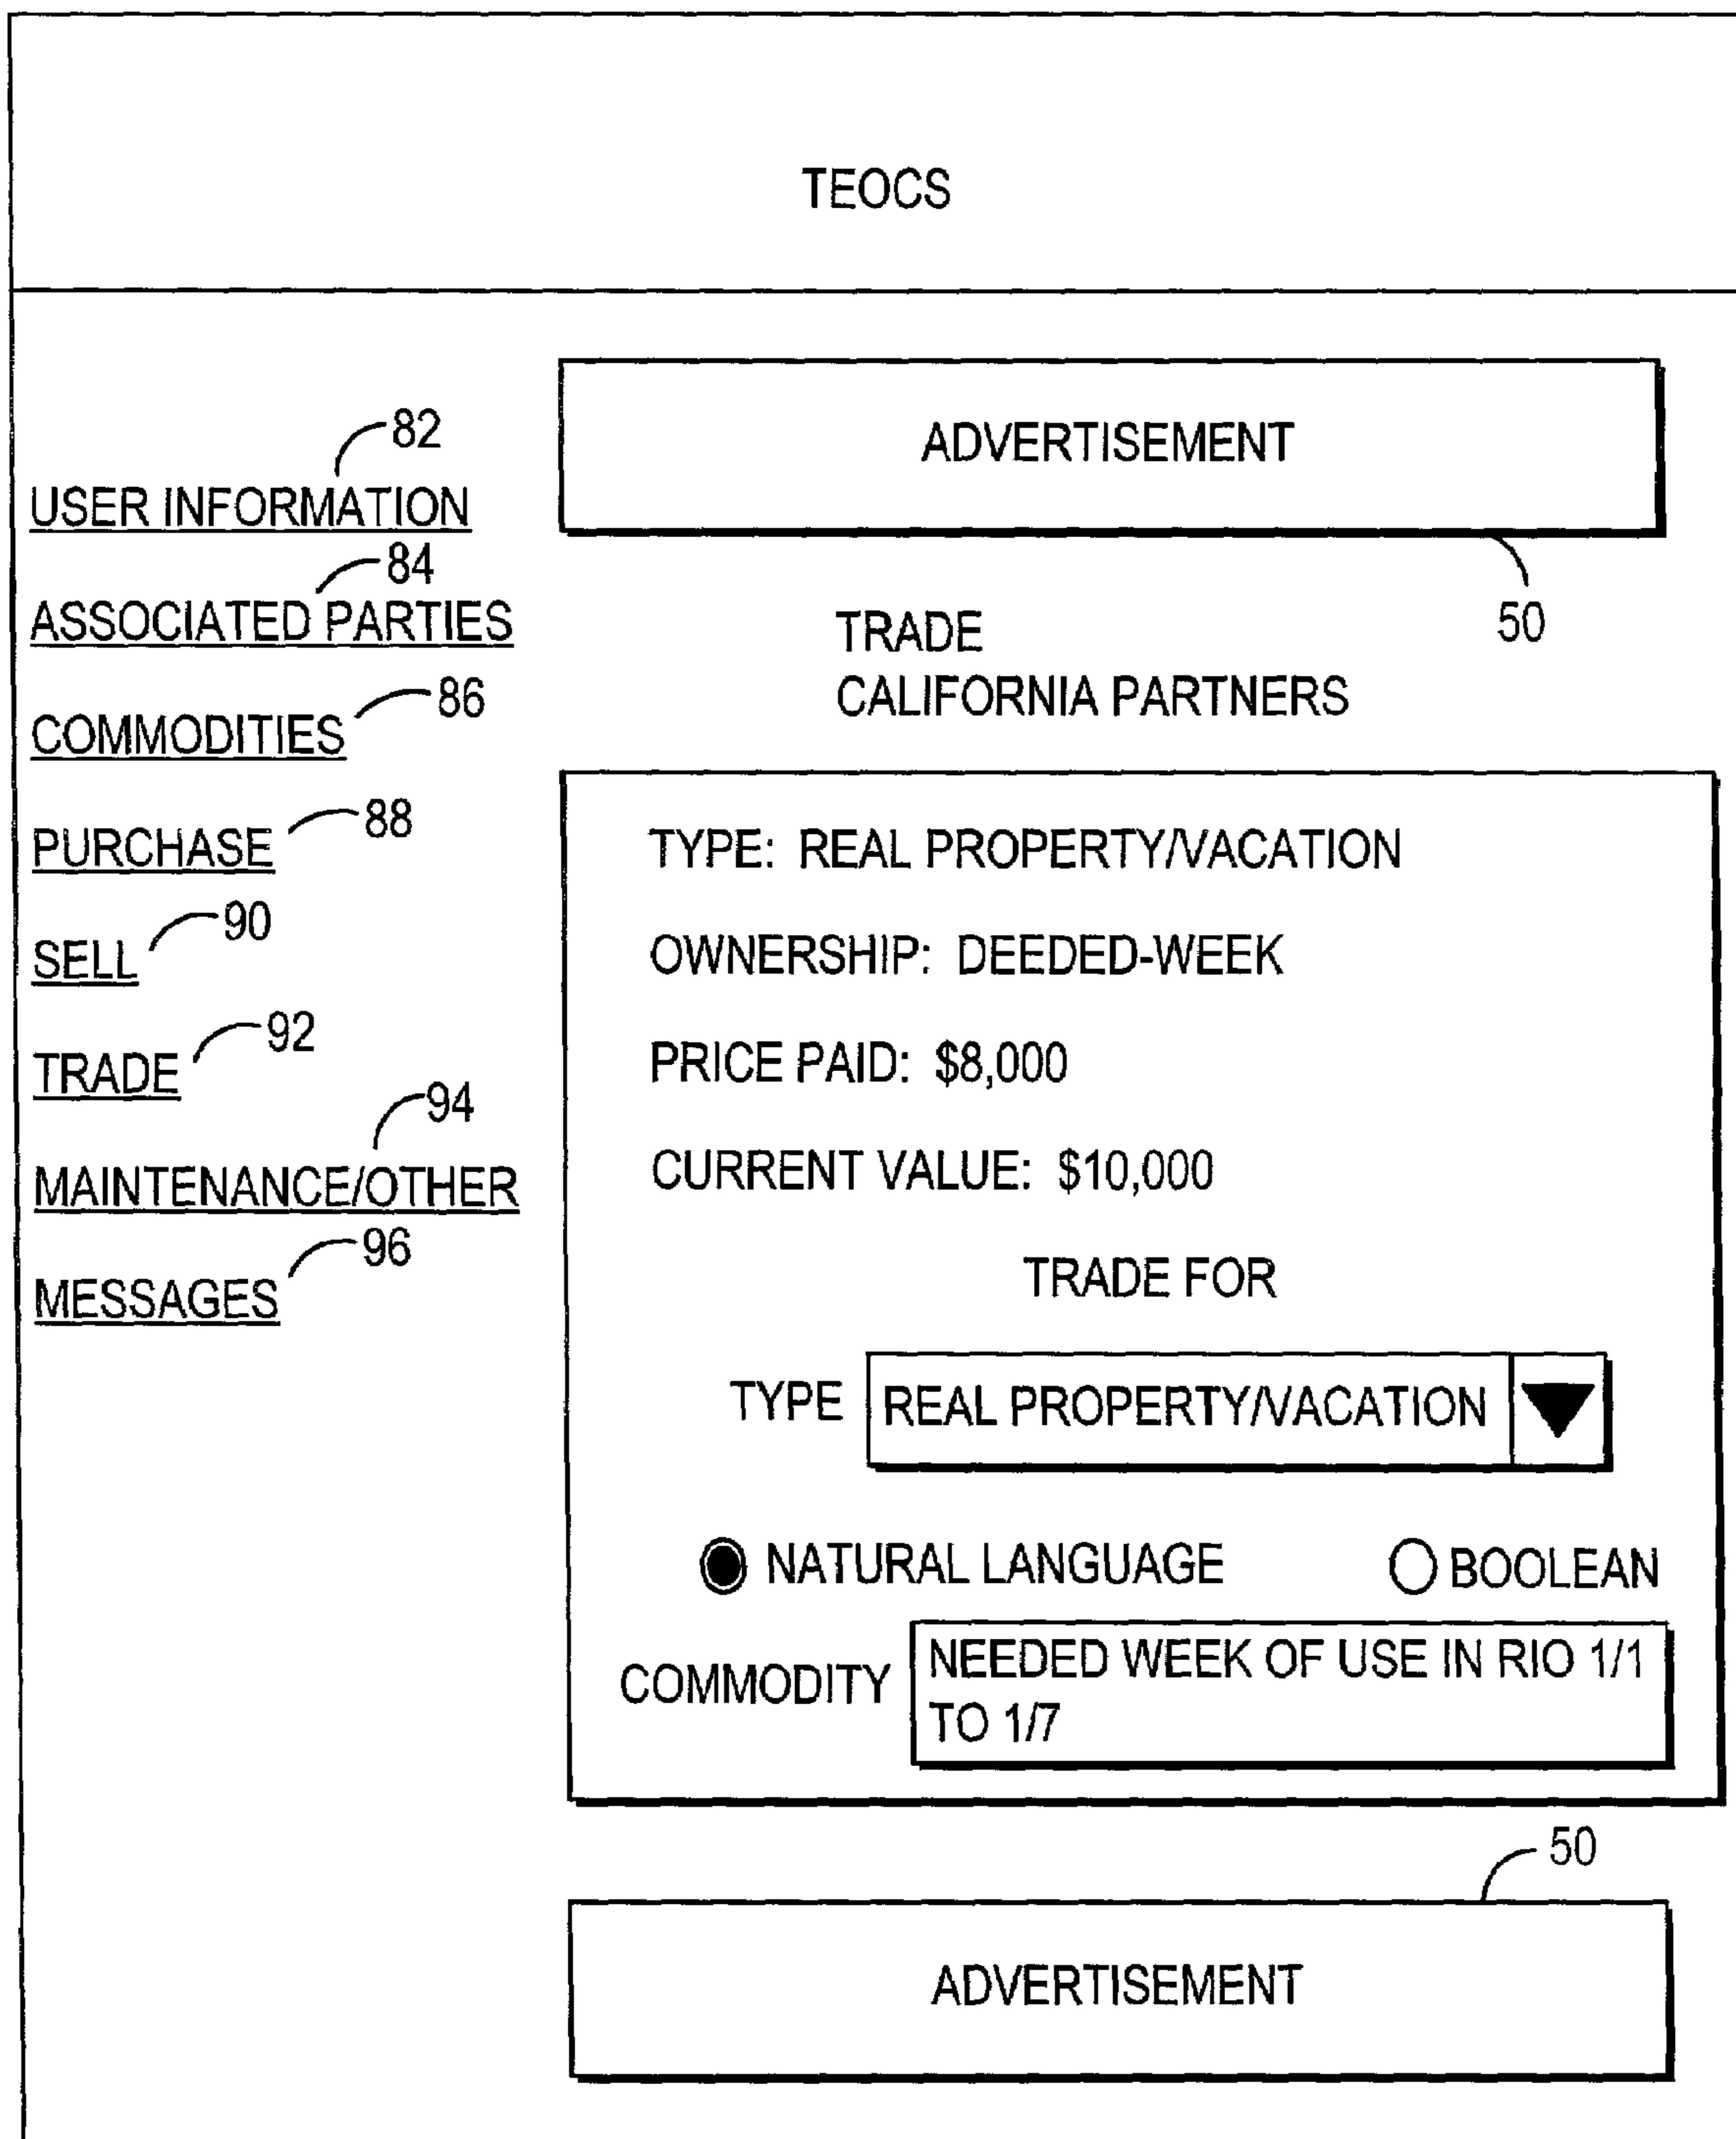 TEOCS
82
USER INFORMATION
84
ASSOCIATED PARTIES
86
COMMODITIES
88
PURCHASE
90
SELL
92
TRADE
94
MAINTENANCE/OTHER
96
MESSAGES
ADVERTISEMENT
50
TRADE
CALIFORNIA PARTNERS
TYPE: REAL PROPERTY/VACATION
OWNERSHIP: DEEDED-WEEK
PRICE PAID: $8,000
CURRENT VALUE: $10,000
TRADE FOR
TYPE REAL PROPERTY/VACATION
NATURAL LANGUAGE BOOLEAN
COMMODITY NEEDED WEEK OF USE IN RIO 1/1
TO 1/7
50
ADVERTISEMENT